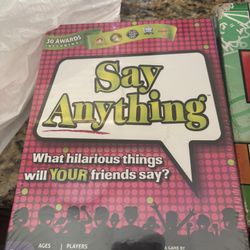 30 AWARDS
Say
Anything
What hilarious things
will YOUR friends say?
AGES
PLAYERS
A GAME BY